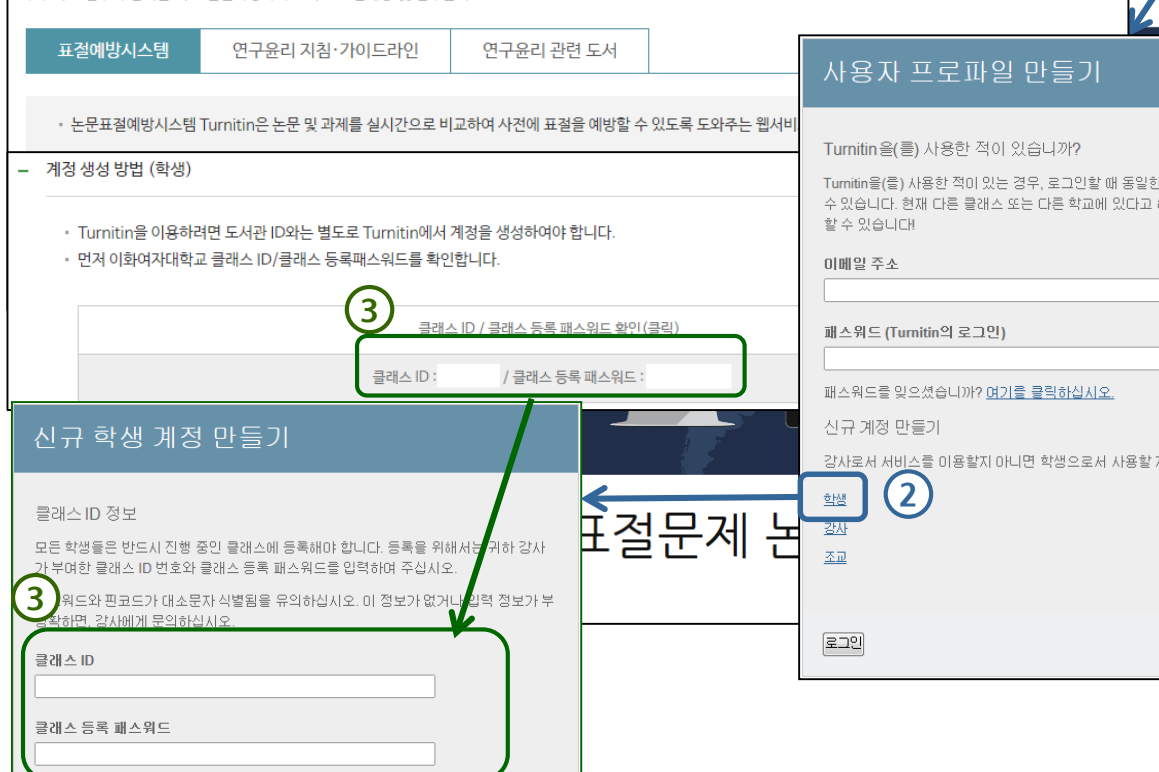 표절예방시스템
연구윤리 지침·가이드라인
연구윤리 관련 도서
• 논문표절예방시스템 Turnitin은 논문 및 과제를 실시간으로 비교하여 사전에 표절을 예방할 수 있도록 도와주는 웹서비
– 계정 생성 방법 (학생)
• Turnitin을 이용하려면 도서관 ID와는 별도로 Turnitin에서 계정을 생성하여야 합니다.
• 먼저 이화여자대학교 클래스 ID/클래스 등록패스워드를 확인합니다.
3
클래스 ID / 클래스 등록 패스워드 확인(클릭)
클래스 ID : / 클래스 등록 패스워드 :
사용자 프로파일 만들기
Turnitin을(를) 사용한 적이 있습니까?
Turnitin을(를) 사용한 적이 있는 경우, 로그인할 때 동일한
수 있습니다. 현재 다른 클래스 또는 다른 학교에 있다고
할 수 있습니다!
이메일 주소
패스워드 (Turnitin의 로그인)
패스워드를 잊으셨습니까? 여기를 클릭하십시오.
신규 계정 만들기
강사로서 서비스를 이용할지 아니면 학생으로서 사용할
학생
2
강사
조교
로그인
표절문제 논
신규 학생 계정 만들기
클래스 ID 정보
모든 학생들은 반드시 진행 중인 클래스에 등록해야 합니다. 등록을 위해서는 귀하 강사
가 부여한 클래스 ID 번호와 클래스 등록 패스워드를 입력하여 주십시오.
3
워드와 핀코드가 대소문자 식별됨을 유의하십시오. 이 정보가 없거나 입력 정보가 부
정확하면, 강사에게 문의하십시오.
클래스 ID
클래스 등록 패스워드